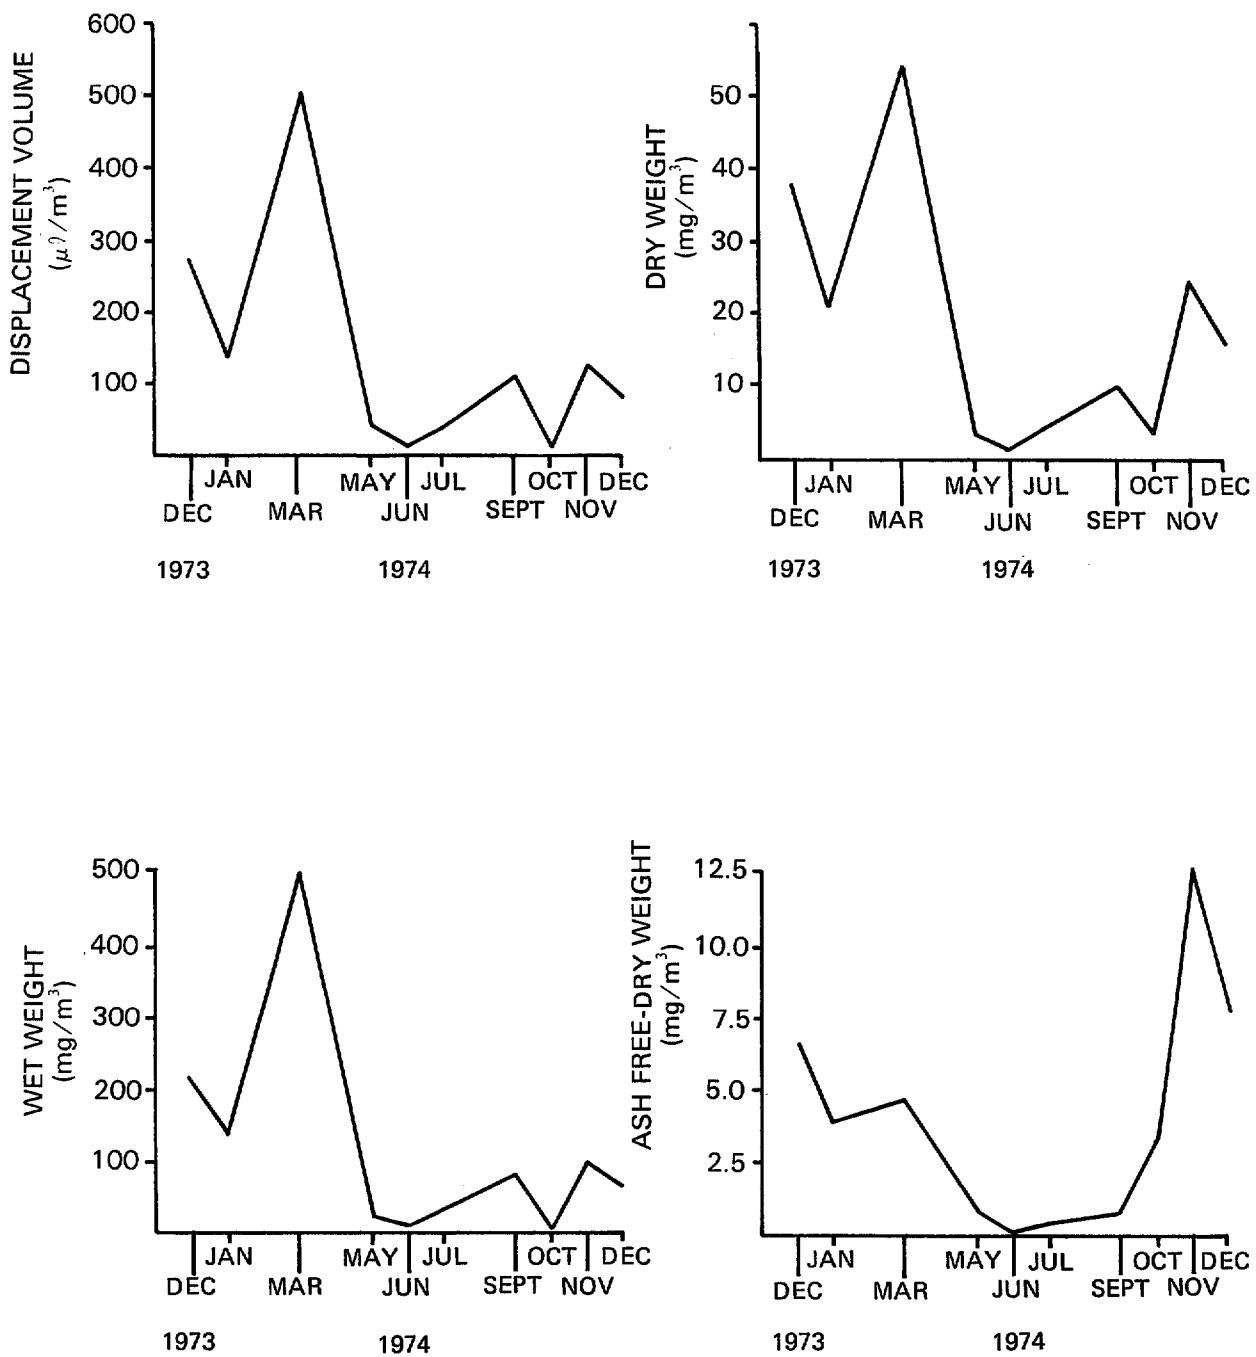 600
500
400
300
200
100
DISPLACEMENT VOLUME
(μl/m³)
JAN MAY JUL OCT DEC
DEC MAR JUN SEPT NOV
1973 1974
50
40
30
20
10
DRY WEIGHT
(mg/m³)
JAN MAY JUL OCT DEC
DEC MAR JUN SEPT NOV
1973 1974
500
400
300
200
100
WET WEIGHT
(mg/m³)
JAN MAY JUL OCT DEC
DEC MAR JUN SEPT NOV
1973 1974
12.5
10.0
7.5
5.0
2.5
ASH FREE-DRY WEIGHT
(mg/m³)
JAN MAY JUL OCT DEC
DEC MAR JUN SEPT NOV
1973 1974